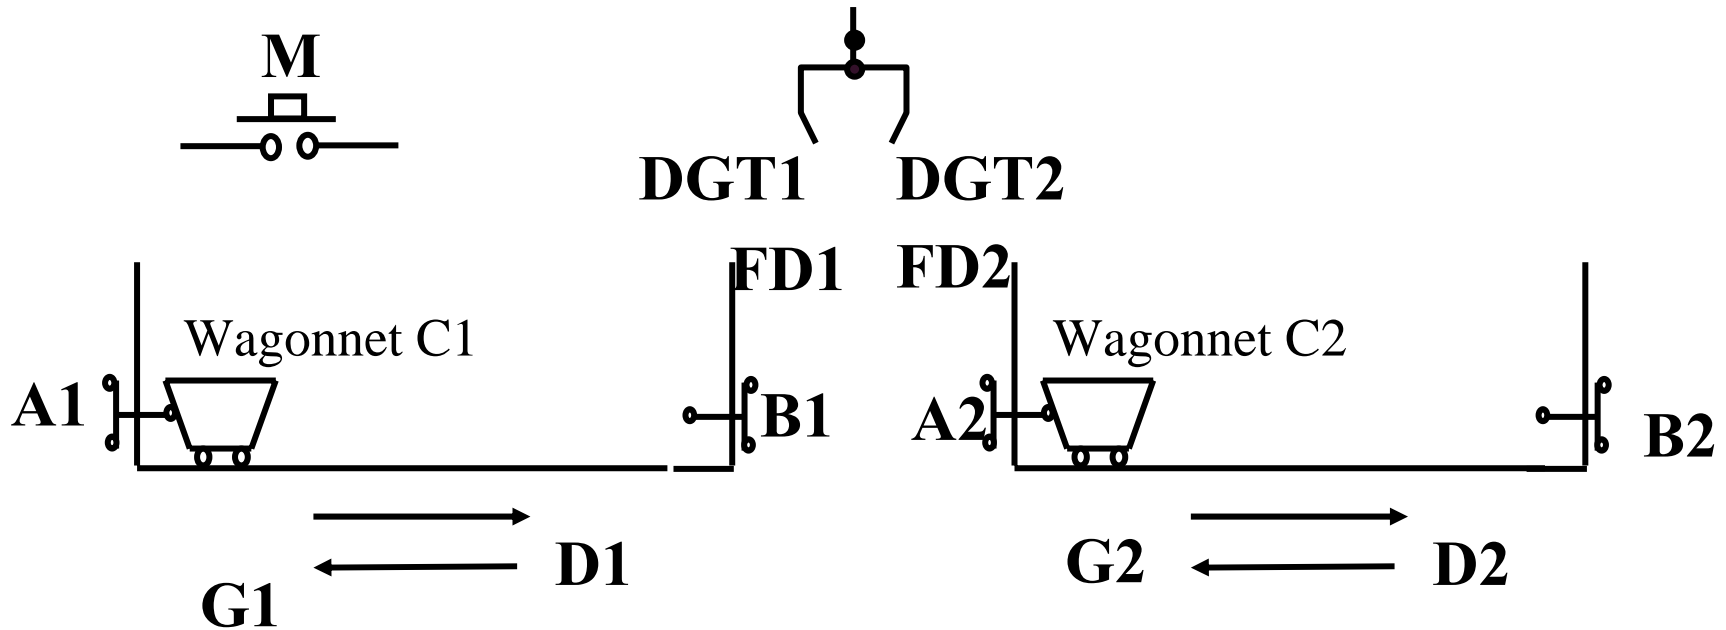 M
DGT1 DGT2
FD1 FD2
Wagonnet C1 Wagonnet C2
A1 B1 A2 B2
G1 D1 G2 D2